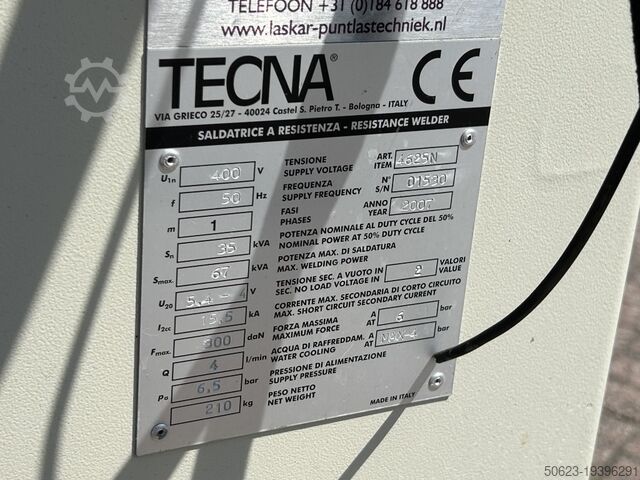 TELEFOON +31 (0)184 618 888
www.laskar-puntlastechniek.nl
TECNA® CE
VIA GRIECO 25/27 - 40024 Castel S. Pietro T. - Bologna - ITALY
SALDATRICE A RESISTENZA - RESISTANCE WELDER
U1n 400 V TENSIONE SUPPLY VOLTAGE ART. ITEM 4625N
f 50 Hz FREQUENZA SUPPLY FREQUENCY N° S/N 01530
m 1 FASI PHASES ANNO YEAR 2007
Sn 35 kVA POTENZA NOMINALE AL DUTY CYCLE DEL 50% NOMINAL POWER AT 50% DUTY CYCLE
Smax. 67 kVA POTENZA MAX. DI SALDATURA MAX. WELDING POWER
U20 V TENSIONE SEC. A VUOTO IN SEC. NO LOAD VOLTAGE IN 2 VALORI VALUE
I2cc 15,5 kA CORRENTE MAX. SECONDARIA DI CORTO CIRCUITO MAX. SHORT CIRCUIT SECONDARY CURRENT
Fmax. daN FORZA MASSIMA MAXIMUM FORCE A AT 6 bar
Q 4 l/min ACQUA DI RAFFREDDAM. WATER COOLING A AT MAX-4 bar
Po 6,5 bar PRESSIONE DI ALIMENTAZIONE SUPPLY PRESSURE
210 kg PESO NETTO NET WEIGHT
MADE IN ITALY
50623-19396291